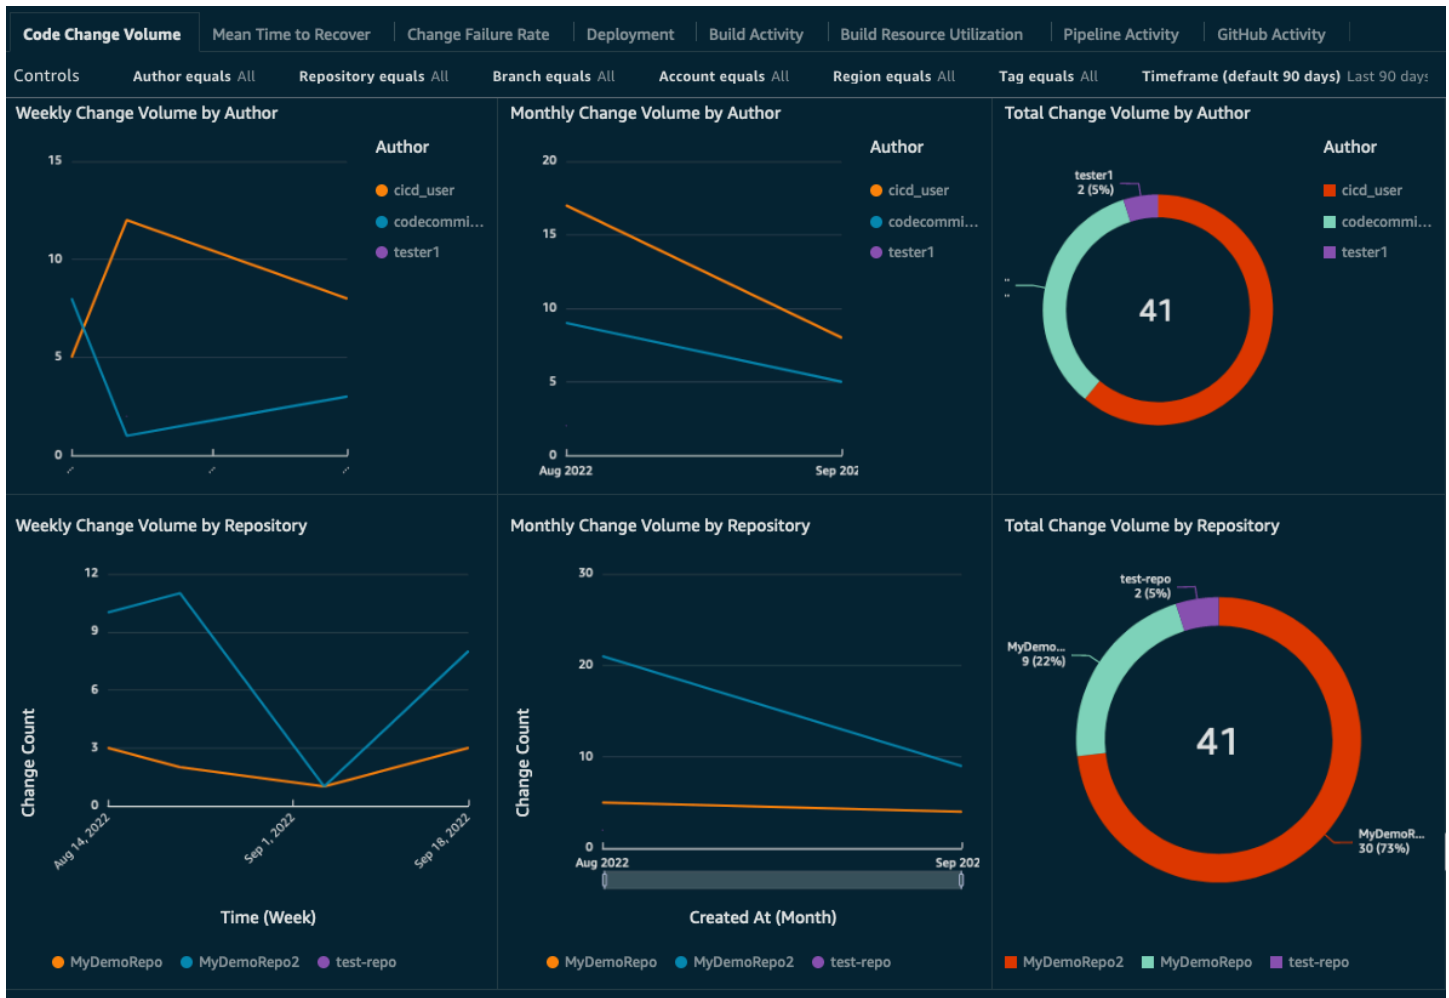 Code Change Volume Mean Time to Recover Change Failure Rate Deployment Build Activity Build Resource Utilization Pipeline Activity GitHub Activity
Controls Author equals All Repository equals All Branch equals All Account equals All Region equals All Tag equals All Timeframe (default 90 days) Last 90 days
Weekly Change Volume by Author
Author
cicd_user
codecommi...
tester1
15
10
5
0
...
...
...
Monthly Change Volume by Author
Author
cicd_user
codecommi...
tester1
20
15
10
5
0
Aug 2022
Sep 202
Total Change Volume by Author
Author
cicd_user
codecommi...
tester1
tester1
2 (5%)
41
Weekly Change Volume by Repository
Change Count
12
9
6
3
0
Aug 14, 2022
Sep 1, 2022
Sep 18, 2022
Time (Week)
MyDemoRepo MyDemoRepo2 test-repo
Monthly Change Volume by Repository
Change Count
30
20
10
0
Aug 2022
Sep 202
Created At (Month)
MyDemoRepo MyDemoRepo2 test-repo
Total Change Volume by Repository
test-repo
2 (5%)
MyDemo...
9 (22%)
41
MyDemoR...
30 (73%)
MyDemoRepo2 MyDemoRepo test-repo